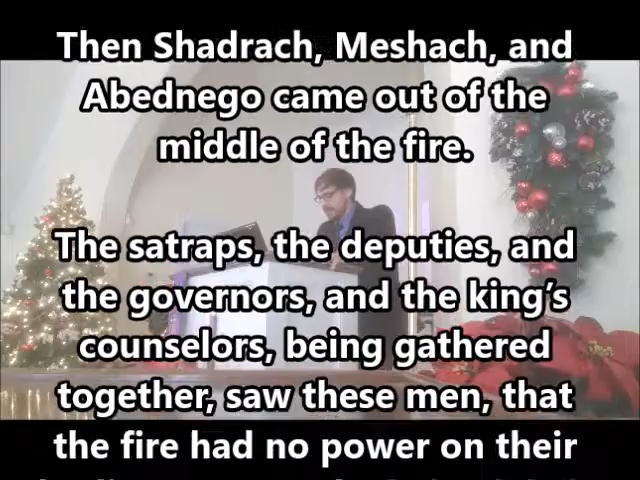 Then Shadrach, Meshach, and
Abednego came out of the
middle of the fire.
The satraps, the deputies, and
the governors, and the king’s
counselors, being gathered
together, saw these men, that
the fire had no power on their